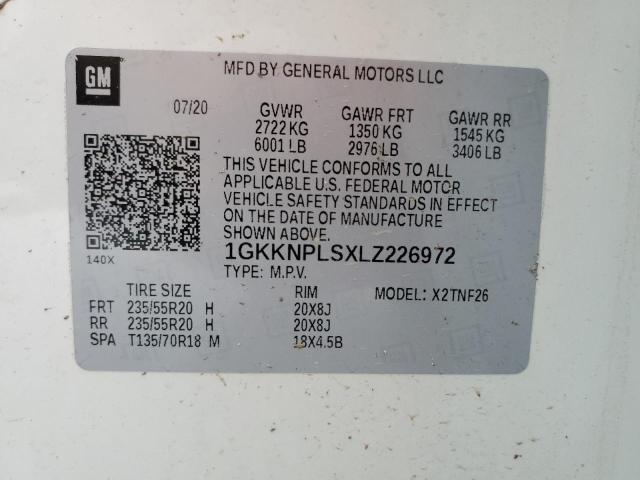 GM
MFD BY GENERAL MOTORS LLC
07/20 GVWR GAWR FRT GAWR RR
2722 KG 1350 KG 1545 KG
6001 LB 2976 LB 3406 LB
THIS VEHICLE CONFORMS TO ALL
APPLICABLE U.S. FEDERAL MOTOR
VEHICLE SAFETY STANDARDS IN EFFECT
ON THE DATE OF MANUFACTURE
SHOWN ABOVE.
140X 1GKKNPLSXLZ226972
TYPE: M.P.V.
TIRE SIZE RIM MODEL: X2TNF26
FRT 235/55R20 H 20X8J
RR 235/55R20 H 20X8J
SPA T135/70R18 M 18X4.5B